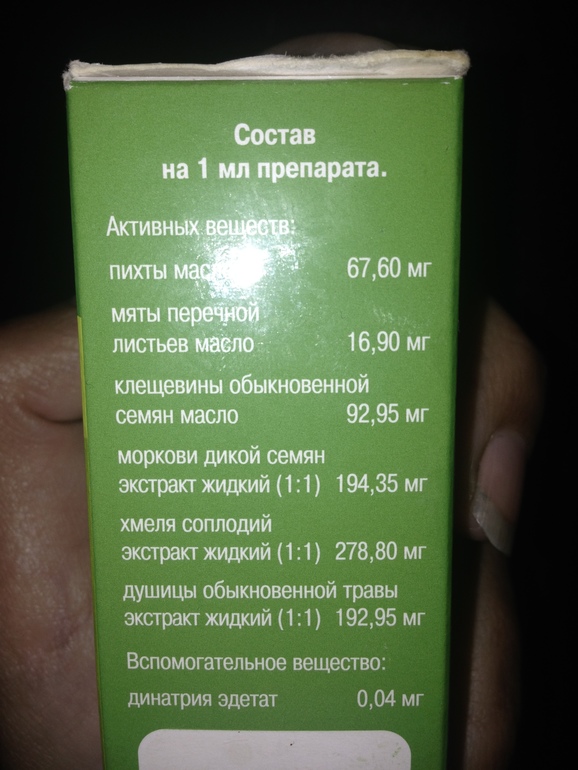 Состав
на 1 мл препарата.
Активных веществ:
пихты 67,60 мг
мяты перечной
листьев масло 16,90 мг
клещевины обыкновенной
семян масло 92,95 мг
моркови дикой семян
экстракт жидкий (1:1) 194,35 мг
хмеля соплодий
экстракт жидкий (1:1) 278,80 мг
душицы обыкновенной травы
экстракт жидкий (1:1) 192,95 мг
Вспомогательное вещество:
динатрия эдетат 0,04 мг